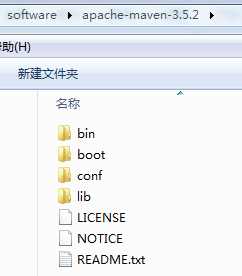 software ▸ apache-maven-3.5.2 ▸
助(H)
新建文件夹
名称
bin
boot
conf
lib
LICENSE
NOTICE
README.txt